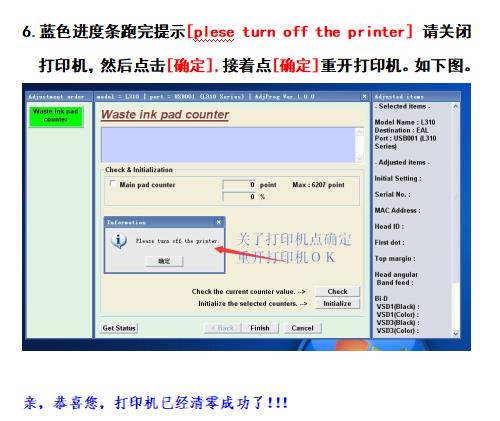 6.蓝色进度条跑完提示[plese turn off the printer] 请关闭
打印机，然后点击[确定],接着点[确定]重开打印机。如下图。
Adjustment order
model = L310 | port = USB001 (L310 Series) | AdjProg Ver.1.0.0
Adjusted items
Waste ink pad
counter
Waste ink pad counter
Check & Initialization
Main pad counter
0 point Max : 6207 point
0 %
Information
Please turn off the printer.
确定
关了打印机点确定
重开打印机OK
Check the current counter value. --> Check
Initialize the selected counters. --> Initialize
Get Status
< Back
Finish
Cancel
- Selected items -
Model Name : L310
Destination : EAL
Port : USB001 (L310
Series)
- Adjusted items -
Initial Setting :
Serial No. :
MAC Address :
Head ID :
First dot :
Top margin :
Head angular
Band feed :
Bi-D
VSD1(Black) :
VSD1(Color) :
VSD2(Black) :
VSD3(Color) :
亲，恭喜您，打印机已经清零成功了!!!